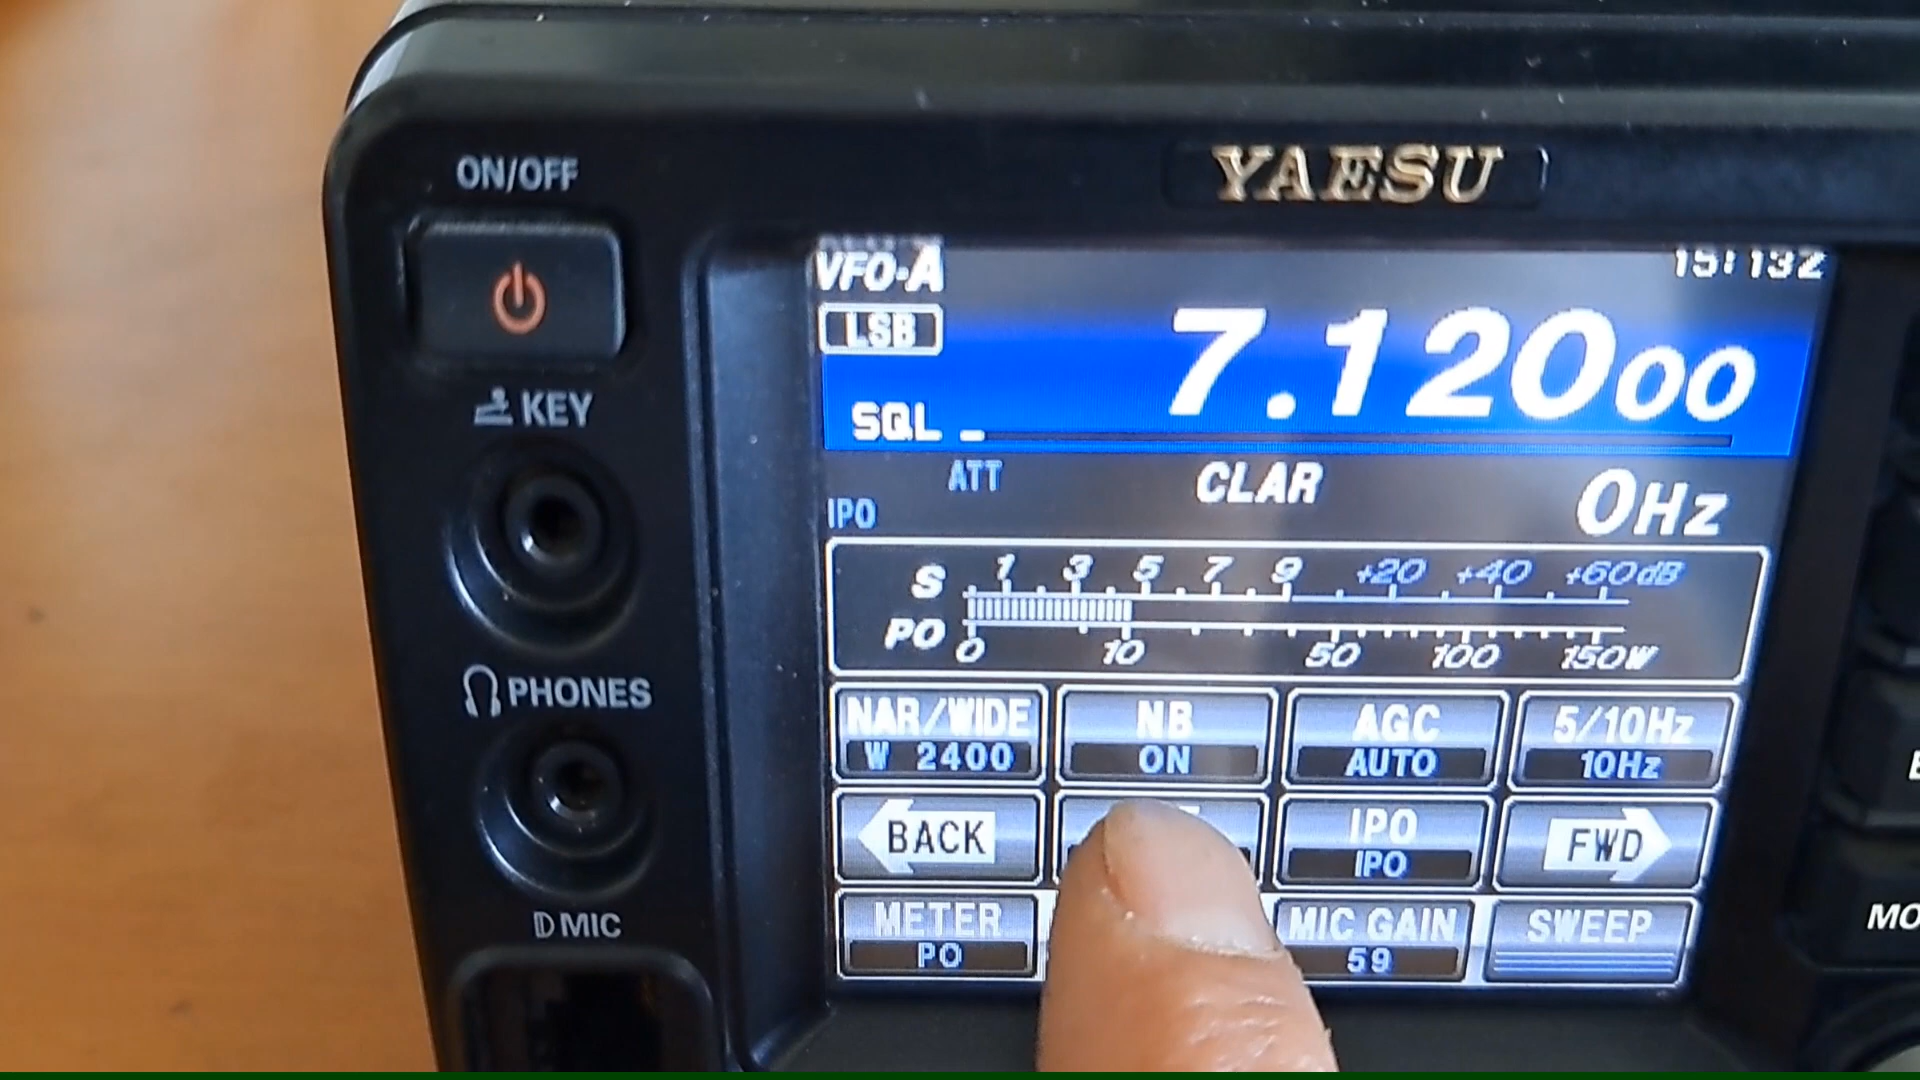 ON/OFF
YAESU
VFO-A
LSB
7.12000
SQL
KEY
ATT
CLAR
0Hz
IPO
S 1 3 5 7 9 +20 +40 +60dB
PO 0 10 50 100 150W
PHONES
NAR/WIDE NB AGC 5/10Hz
W 2400 ON AUTO 10Hz
BACK IPO FWD
IPO
MIC
METER MIC GAIN SWEEP
PO 59